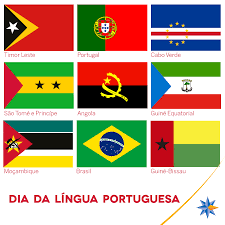 Timor Leste Portugal Cabo Verde
São Tomé e Príncipe Angola Guiné Equatorial
Moçambique Brasil Guiné-Bissau
DIA DA LÍNGUA PORTUGUESA